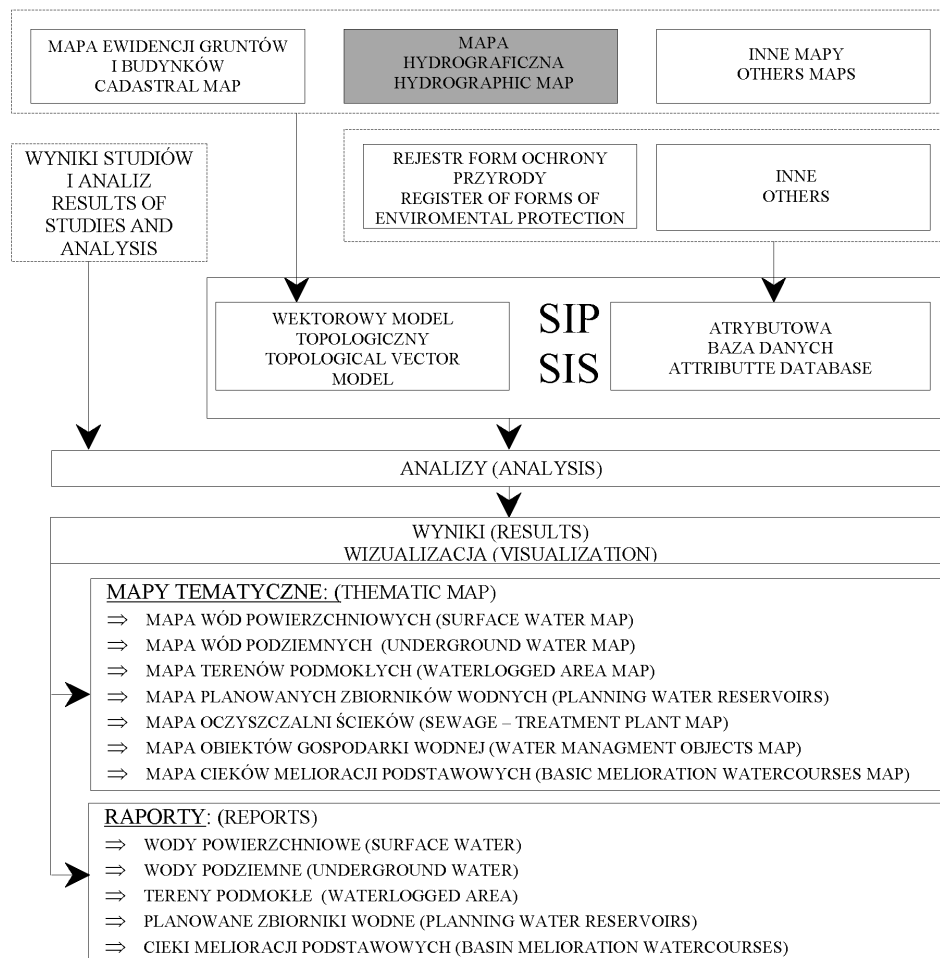 MAPA EWIDENCJI GRUNTÓW
I BUDYNKÓW
CADASTRAL MAP
MAPA
HYDROGRAFICZNA
HYDROGRAPHIC MAP
INNE MAPY
OTHERS MAPS
WYNIKI STUDIÓW
I ANALIZ
RESULTS OF
STUDIES AND
ANALYSIS
REJESTR FORM OCHRONY
PRZYRODY
REGISTER OF FORMS OF
ENVIROMENTAL PROTECTION
INNE
OTHERS
WEKTOROWY MODEL
TOPOLOGICZNY
TOPOLOGICAL VECTOR
MODEL
SIP
SIS
ATRYBUTOWA
BAZA DANYCH
ATTRIBUTTE DATABASE
ANALIZY (ANALYSIS)
WYNIKI (RESULTS)
WIZUALIZACJA (VISUALIZATION)
MAPY TEMATYCZNE: (THEMATIC MAP)
⇒ MAPA WÓD POWIERZCHNIOWYCH (SURFACE WATER MAP)
⇒ MAPA WÓD PODZIEMNYCH (UNDERGROUND WATER MAP)
⇒ MAPA TERENÓW PODMOKŁYCH (WATERLOGGED AREA MAP)
⇒ MAPA PLANOWANYCH ZBIORNIKÓW WODNYCH (PLANNING WATER RESERVOIRS)
⇒ MAPA OCZYSZCZALNI ŚCIEKÓW (SEWAGE – TREATMENT PLANT MAP)
⇒ MAPA OBIEKTÓW GOSPODARKI WODNEJ (WATER MANAGMENT OBJECTS MAP)
⇒ MAPA CIEKÓW MELIORACJI PODSTAWOWYCH (BASIC MELIORATION WATERCOURSES MAP)
RAPORTY: (REPORTS)
⇒ WODY POWIERZCHNIOWE (SURFACE WATER)
⇒ WODY PODZIEMNE (UNDERGROUND WATER)
⇒ TERENY PODMOKŁE (WATERLOGGED AREA)
⇒ PLANOWANE ZBIORNIKI WODNE (PLANNING WATER RESERVOIRS)
⇒ CIEKI MELIORACJI PODSTAWOWYCH (BASIN MELIORATION WATERCOURSES)